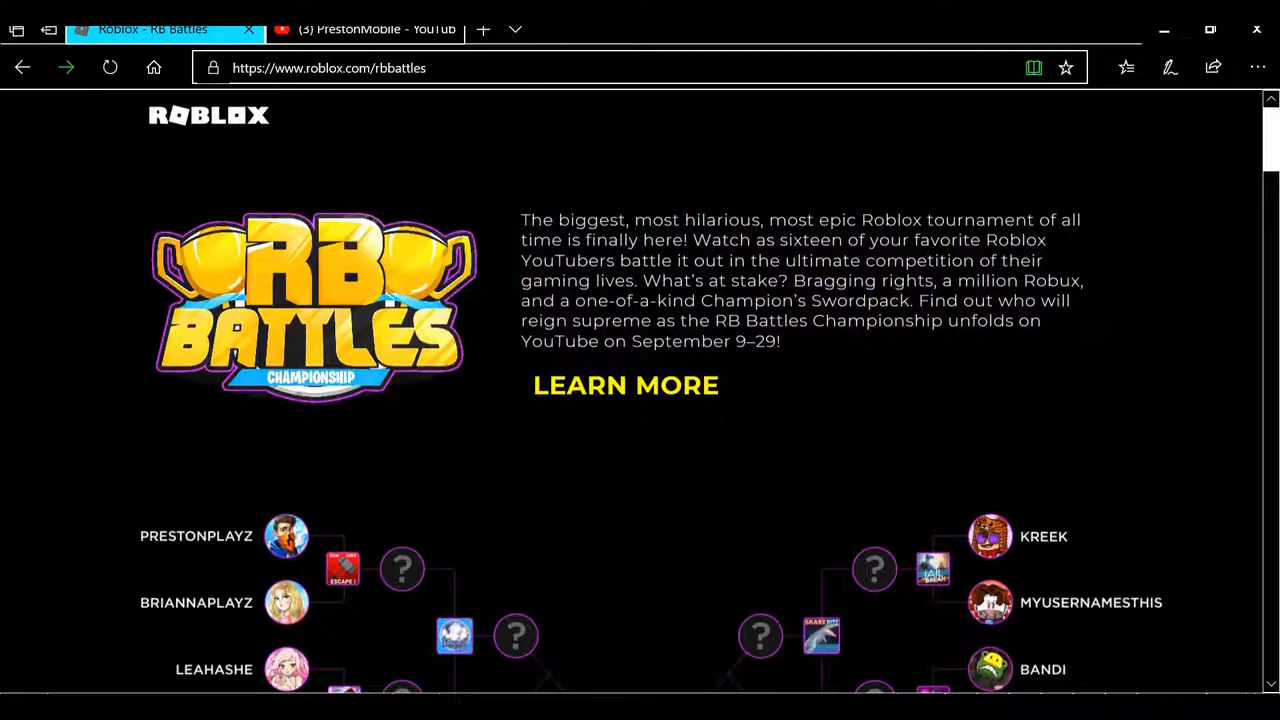 Roblox - RB Battles
(3) PrestonMobile - YouTub
https://www.roblox.com/rbbattles
ROBLOX
RB
BATTLES
CHAMPIONSHIP
The biggest, most hilarious, most epic Roblox tournament of all
time is finally here! Watch as sixteen of your favorite Roblox
YouTubers battle it out in the ultimate competition of their
gaming lives. What's at stake? Bragging rights, a million Robux,
and a one-of-a-kind Champion's Swordpack. Find out who will
reign supreme as the RB Battles Championship unfolds on
YouTube on September 9–29!
LEARN MORE
PRESTONPLAYZ
ESCAPE!
?
BRIANNAPLAYZ
?
LEAHASHE
KREEK
JAIL
BREAK
?
MYUSERNAMESTHIS
SHARKBITE
?
BANDI